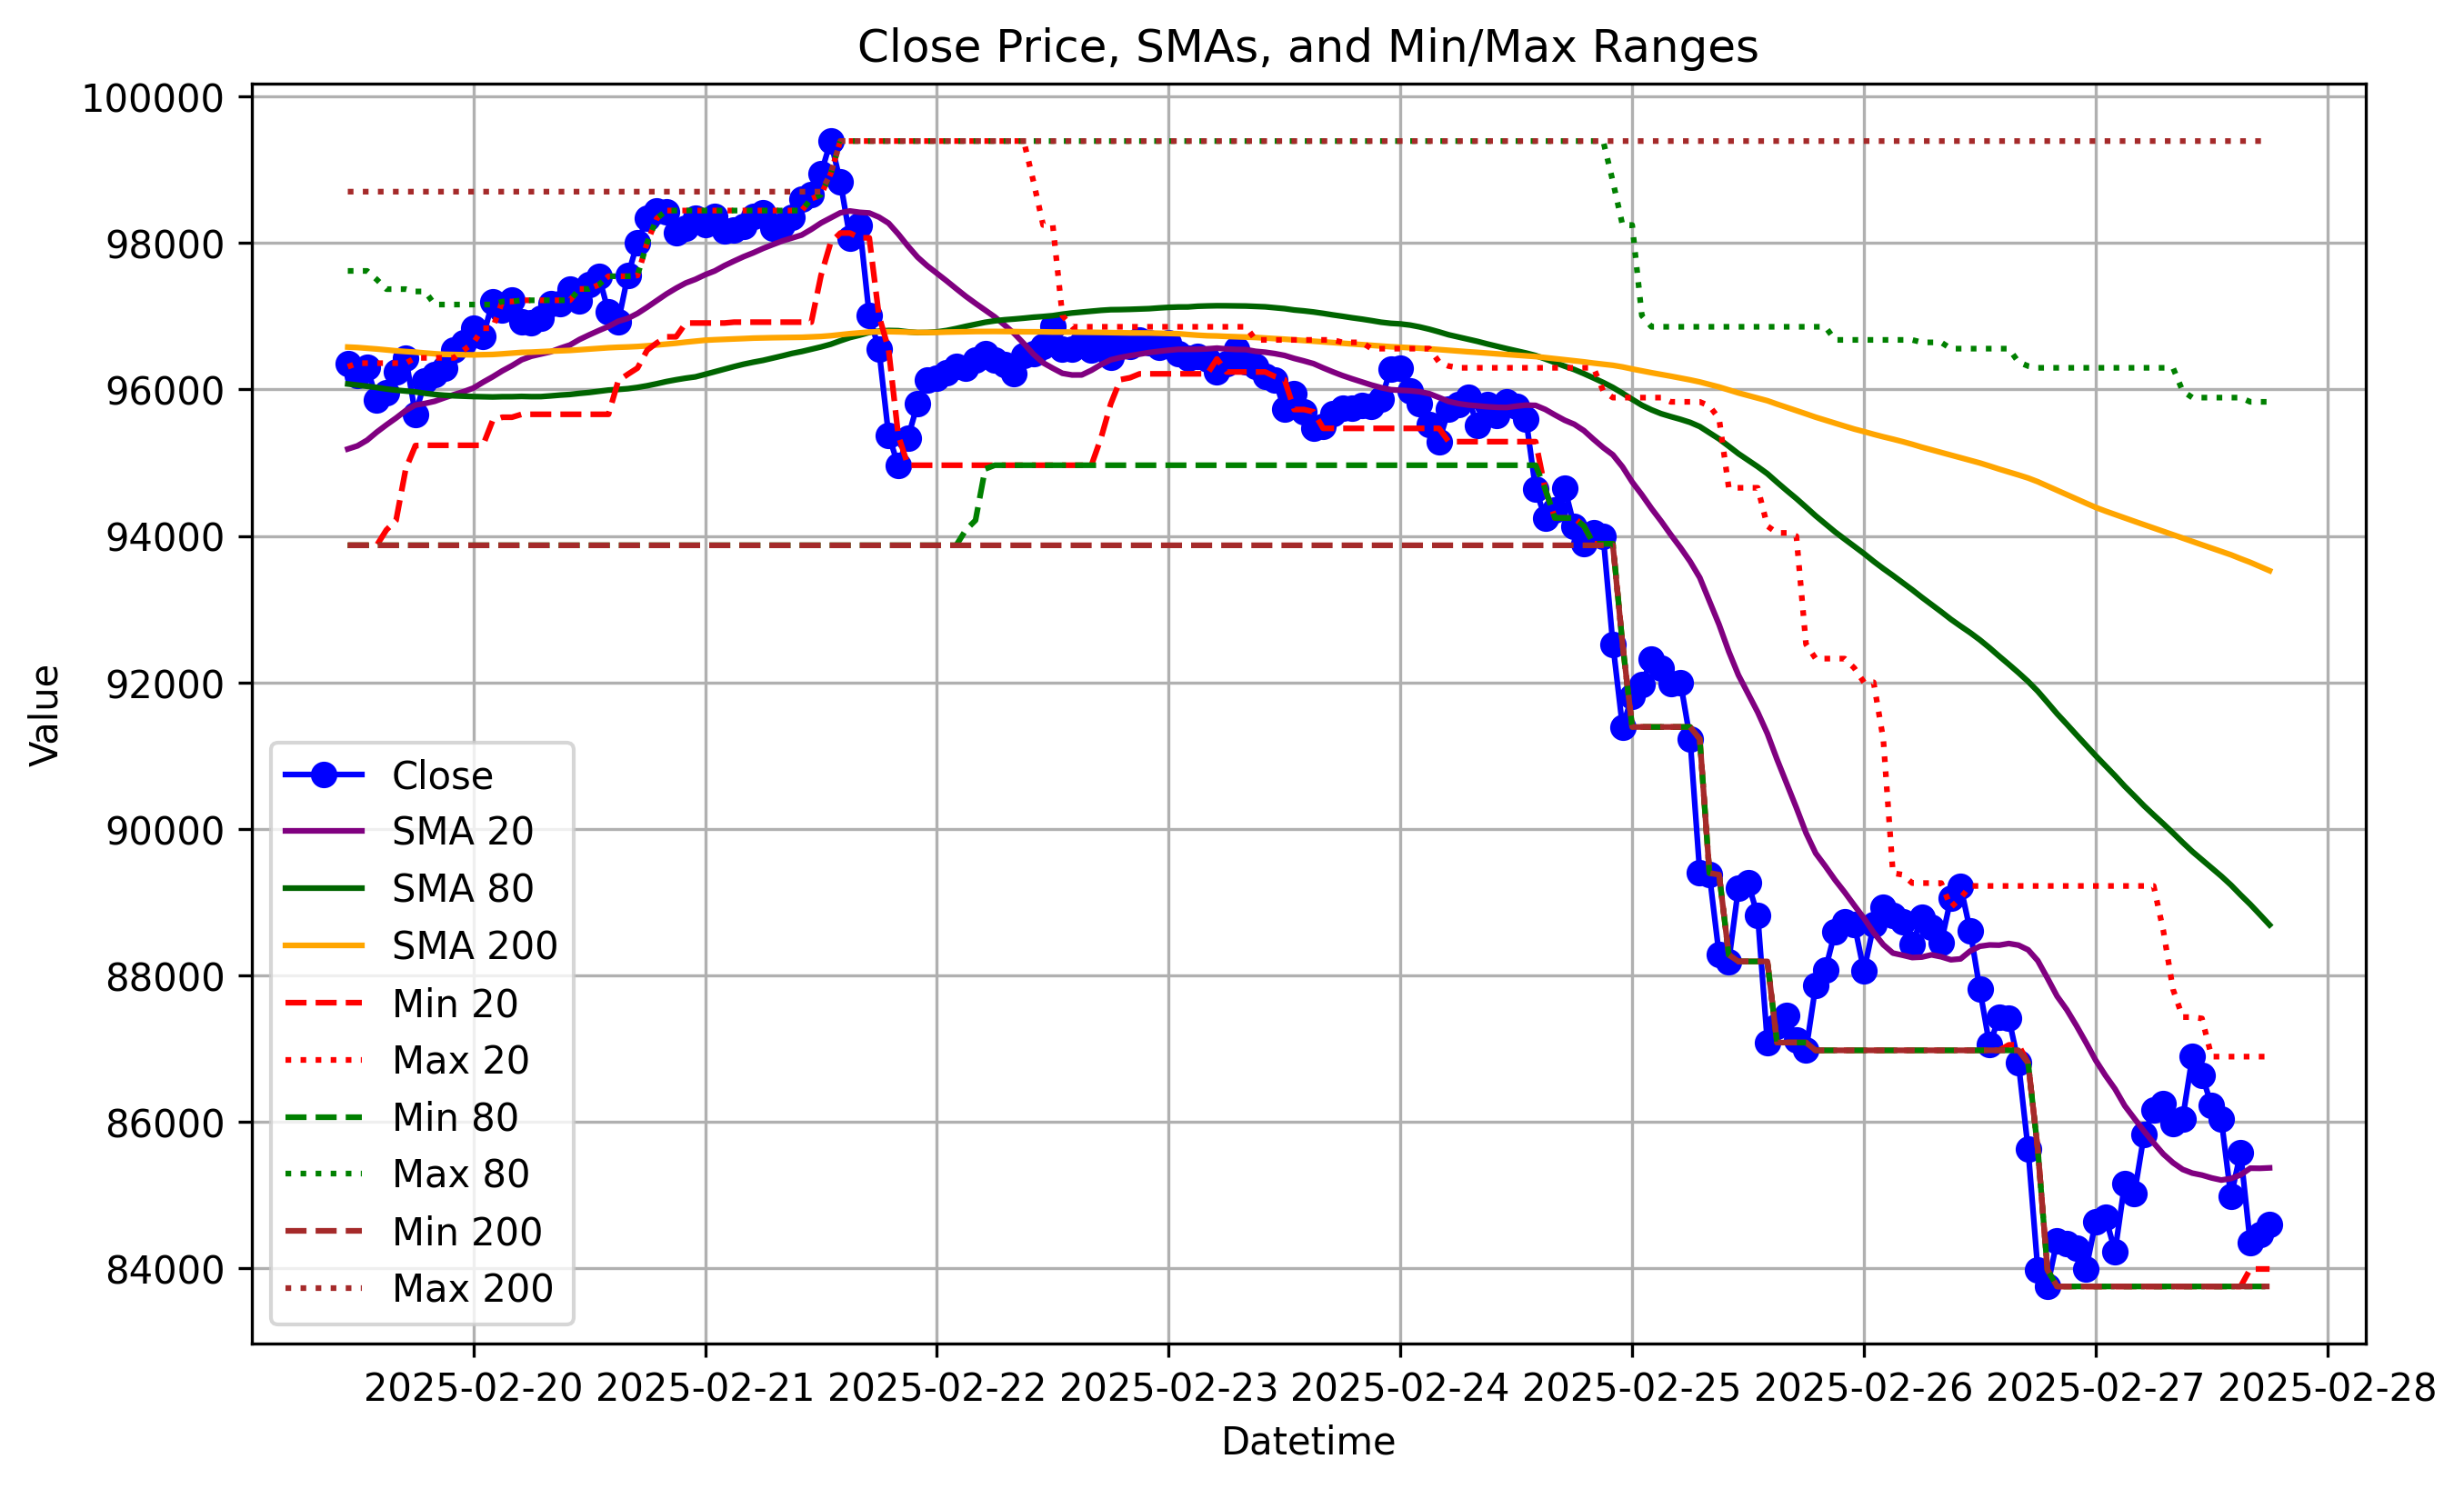 Close Price, SMAs, and Min/Max Ranges
100000
98000
96000
94000
92000
90000
88000
86000
84000
Value
Close
SMA 20
SMA 80
SMA 200
Min 20
Max 20
Min 80
Max 80
Min 200
Max 200
2025-02-20 2025-02-21 2025-02-22 2025-02-23 2025-02-24 2025-02-25 2025-02-26 2025-02-27 2025-02-28
Datetime